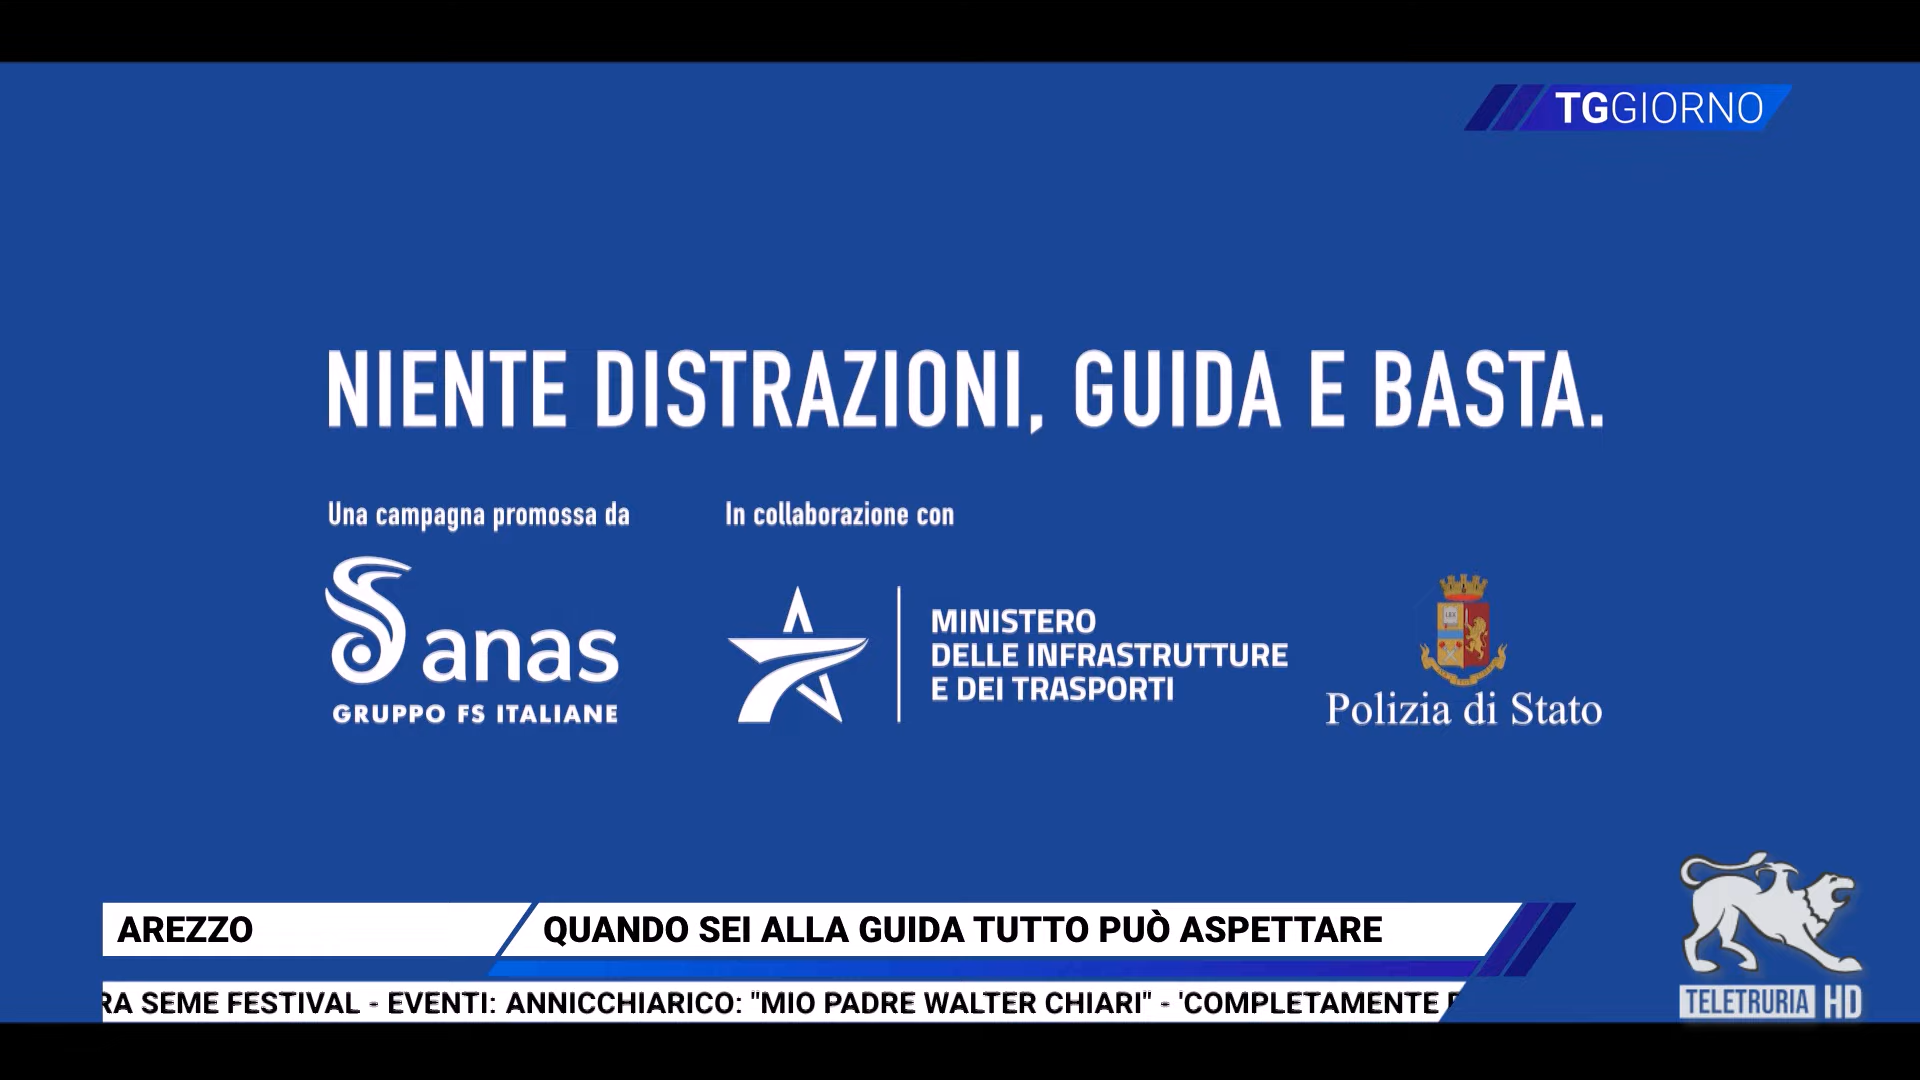 TGGIORNO
NIENTE DISTRAZIONI, GUIDA E BASTA.
Una campagna promossa da
In collaborazione con
anas
GRUPPO FS ITALIANE
MINISTERO
DELLE INFRASTRUTTURE
E DEI TRASPORTI
Polizia di Stato
AREZZO
QUANDO SEI ALLA GUIDA TUTTO PUÒ ASPETTARE
RA SEME FESTIVAL - EVENTI: ANNICCHIARICO: "MIO PADRE WALTER CHIARI" - 'COMPLETAMENTE
TELETRURIA HD